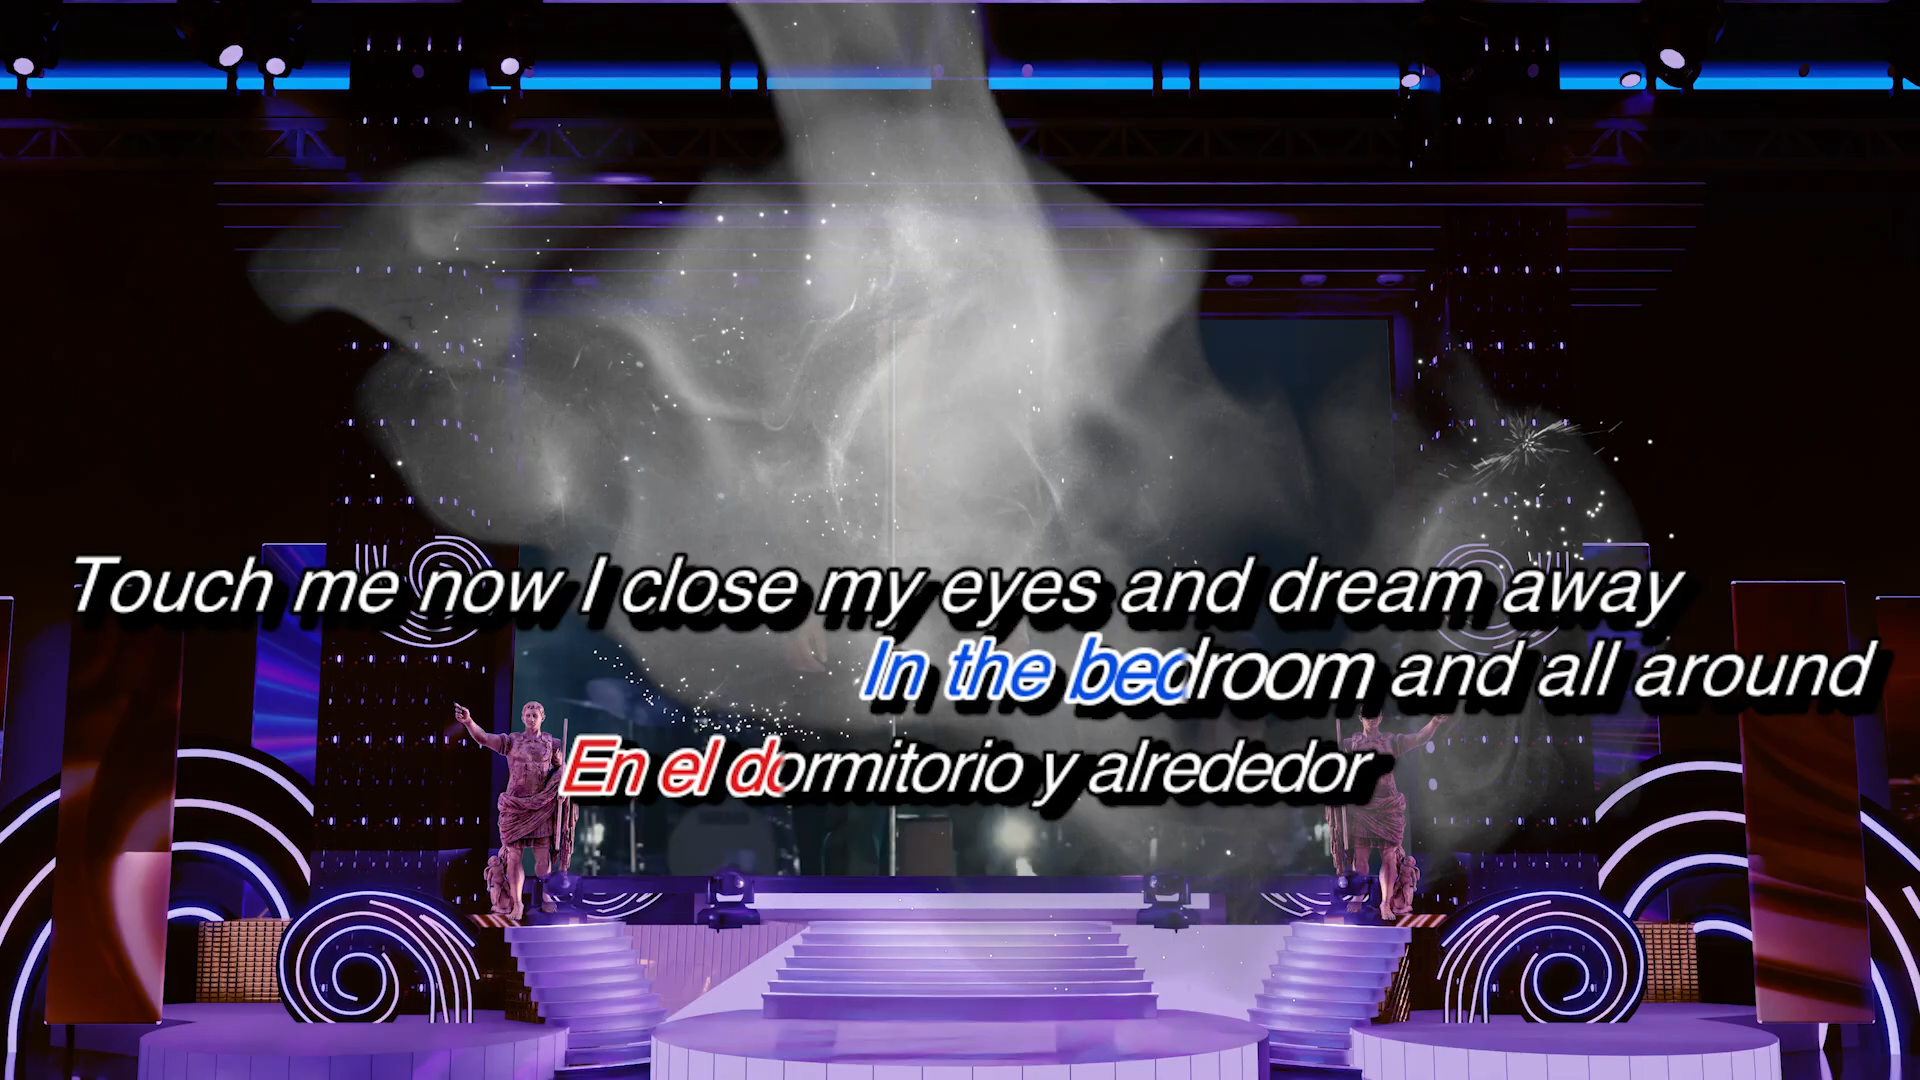 Touch me now I close my eyes and dream away
In the bedroom and all around
En el dormitorio y alrededor